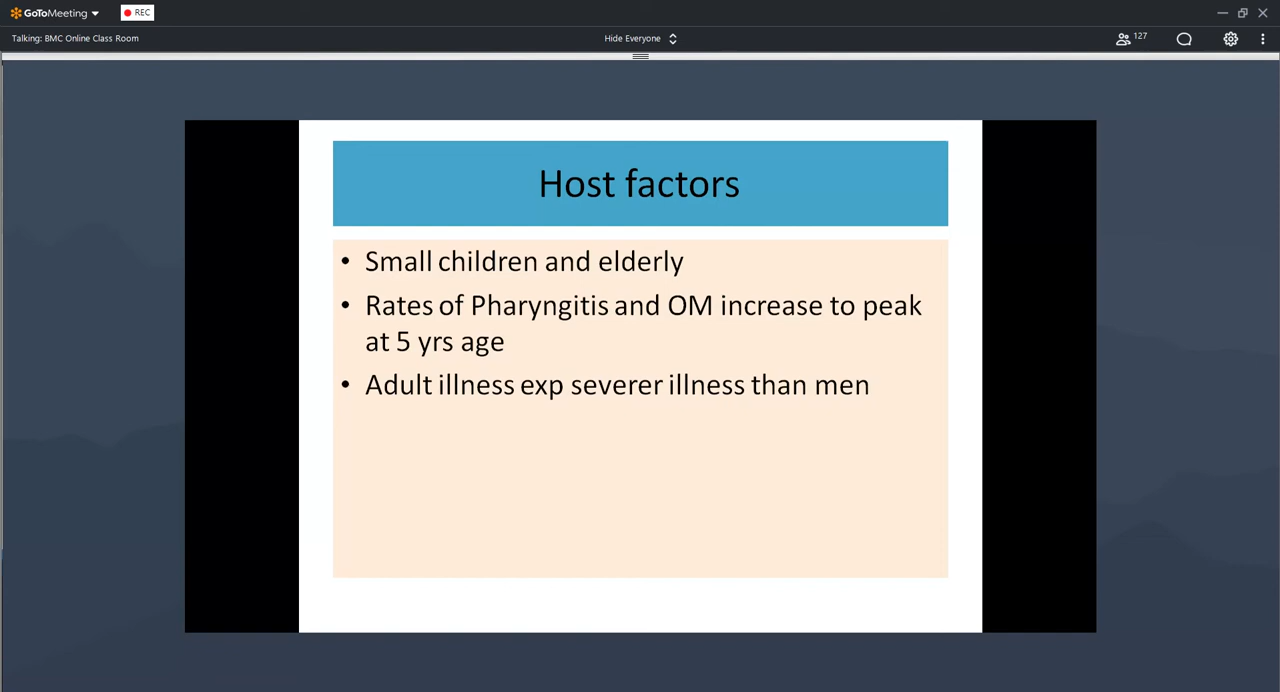 GoToMeeting
REC
Talking: BMC Online Class Room
Hide Everyone
127
Host factors
• Small children and elderly
• Rates of Pharyngitis and OM increase to peak
at 5 yrs age
• Adult illness exp severer illness than men